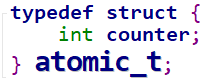 typedef struct {
    int counter;
} atomic_t;